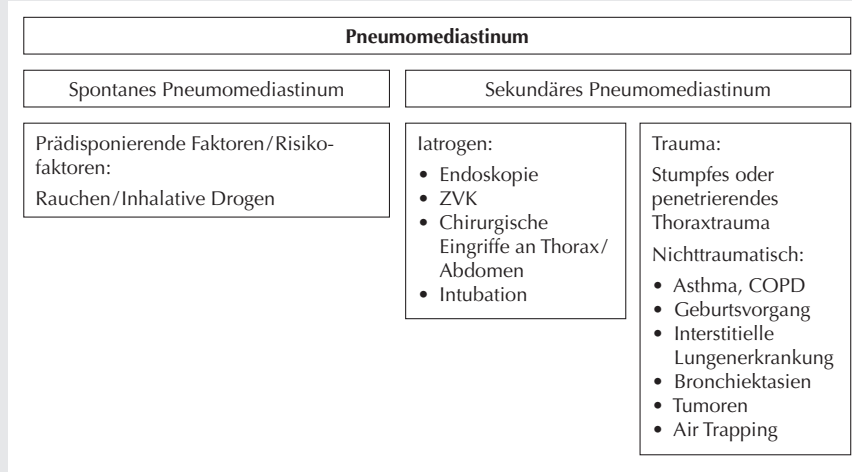 Pneumomediastinum
Spontanes Pneumomediastinum
Sekundäres Pneumomediastinum
Prädisponierende Faktoren/Risiko-
faktoren:
Rauchen/Inhalative Drogen
Iatrogen:
• Endoskopie
• ZVK
• Chirurgische
Eingriffe an Thorax/
Abdomen
• Intubation
Trauma:
Stumpfes oder
penetrierendes
Thoraxtrauma
Nichttraumatisch:
• Asthma, COPD
• Geburtsvorgang
• Interstitielle
Lungenerkrankung
• Bronchiektasien
• Tumoren
• Air Trapping